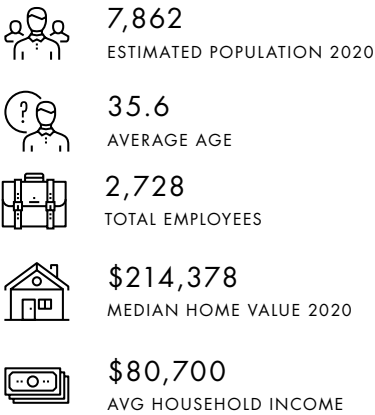 7,862
ESTIMATED POPULATION 2020
?
35.6
AVERAGE AGE
2,728
TOTAL EMPLOYEES
$214,378
MEDIAN HOME VALUE 2020
$80,700
AVG HOUSEHOLD INCOME